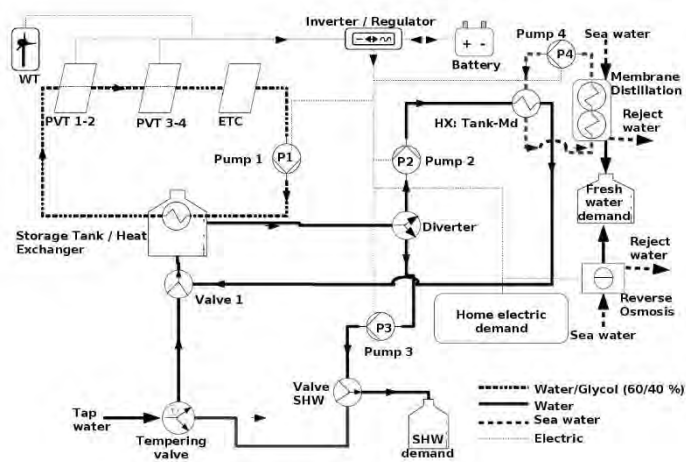 Inverter / Regulator
Pump 4
Sea water
P4
+ -
Battery
WT
Membrane
Distillation
PVT 1-2
PVT 3-4
ETC
HX: Tank-Md
Reject
water
Pump 1
P1
P2
Pump 2
Fresh
water
demand
Storage Tank / Heat
Exchanger
Diverter
Reject
water
Valve 1
Home electric
demand
Reverse
Osmosis
Sea water
P3
Pump 3
Valve
SHW
Water/Glycol (60/40 %)
Water
Sea water
Electric
Tap
water
Tempering
valve
SHW
demand